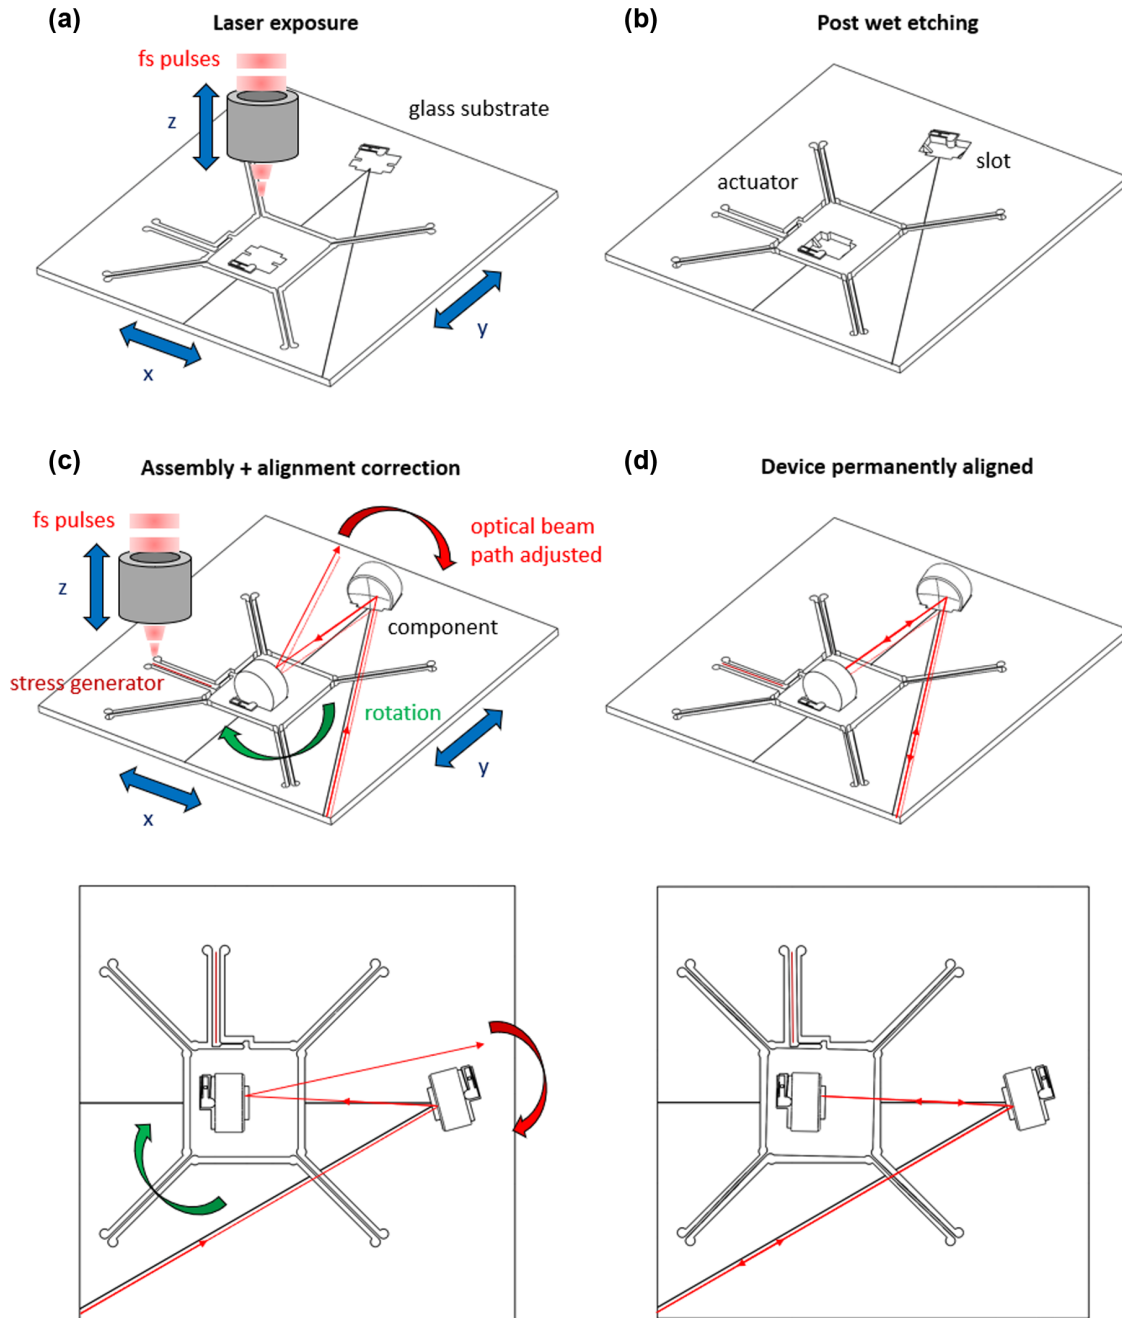 (a)
Laser exposure
fs pulses
z
glass substrate
y
x
(b)
Post wet etching
actuator
slot
(c)
Assembly + alignment correction
fs pulses
z
optical beam
path adjusted
component
stress generator
rotation
y
x
(d)
Device permanently aligned